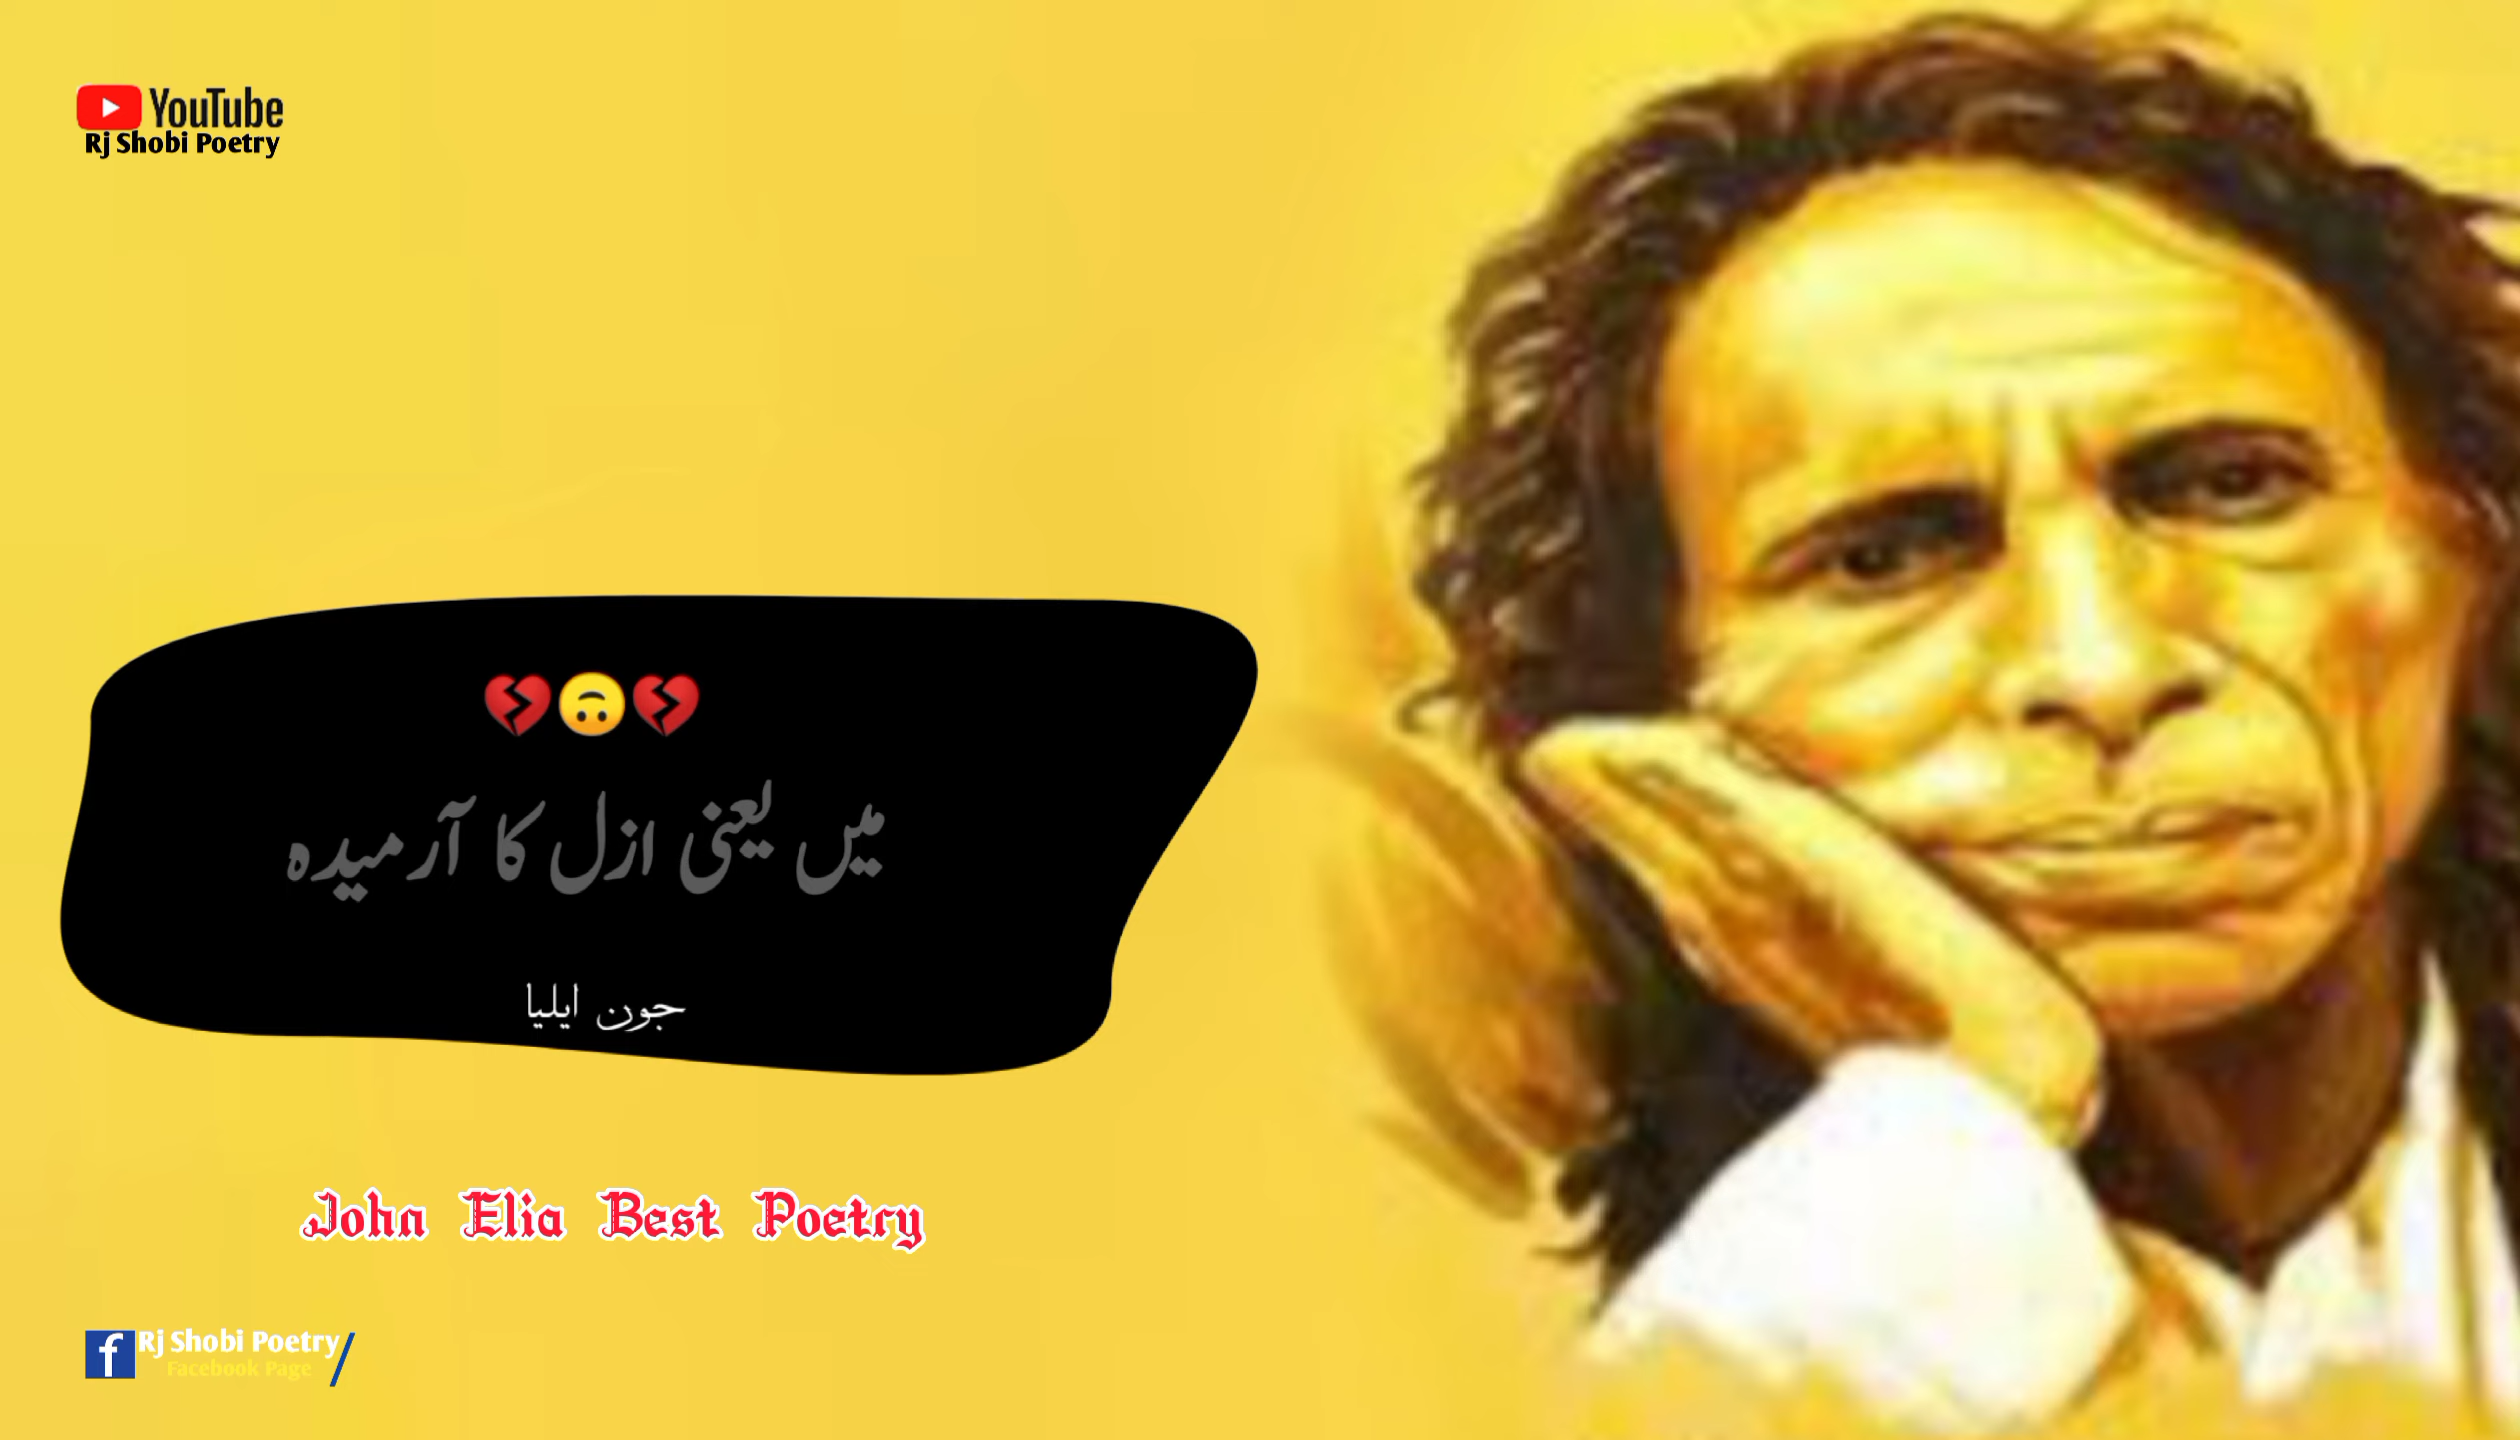 YouTube
Rj Shobi Poetry
💔🙃💔
میں یعنی ازل کا آرمیدہ
جون ایلیا
John Elia Best Poetry
Rj Shobi Poetry
Facebook Page